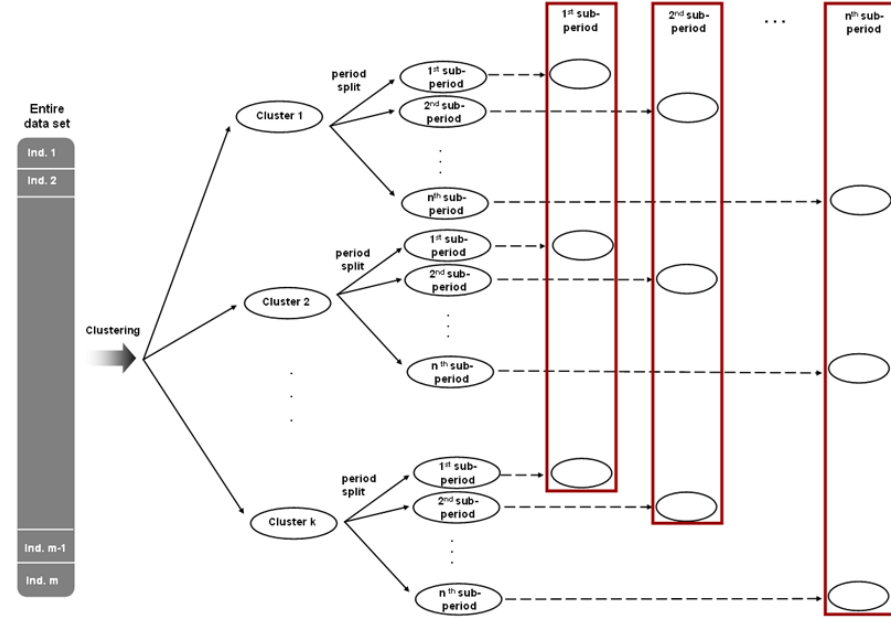 Entire
data set
Ind. 1
Ind. 2
Ind. m-1
Ind. m
Clustering
Cluster 1
period
split
1st sub-
period
2nd sub-
period
nth sub-
period
Cluster 2
period
split
1st sub-
period
2nd sub-
period
n th sub-
period
Cluster k
period
split
1st sub-
period
2nd sub-
period
n th sub-
period
1st sub-
period
2nd sub-
period
...
nth sub-
period